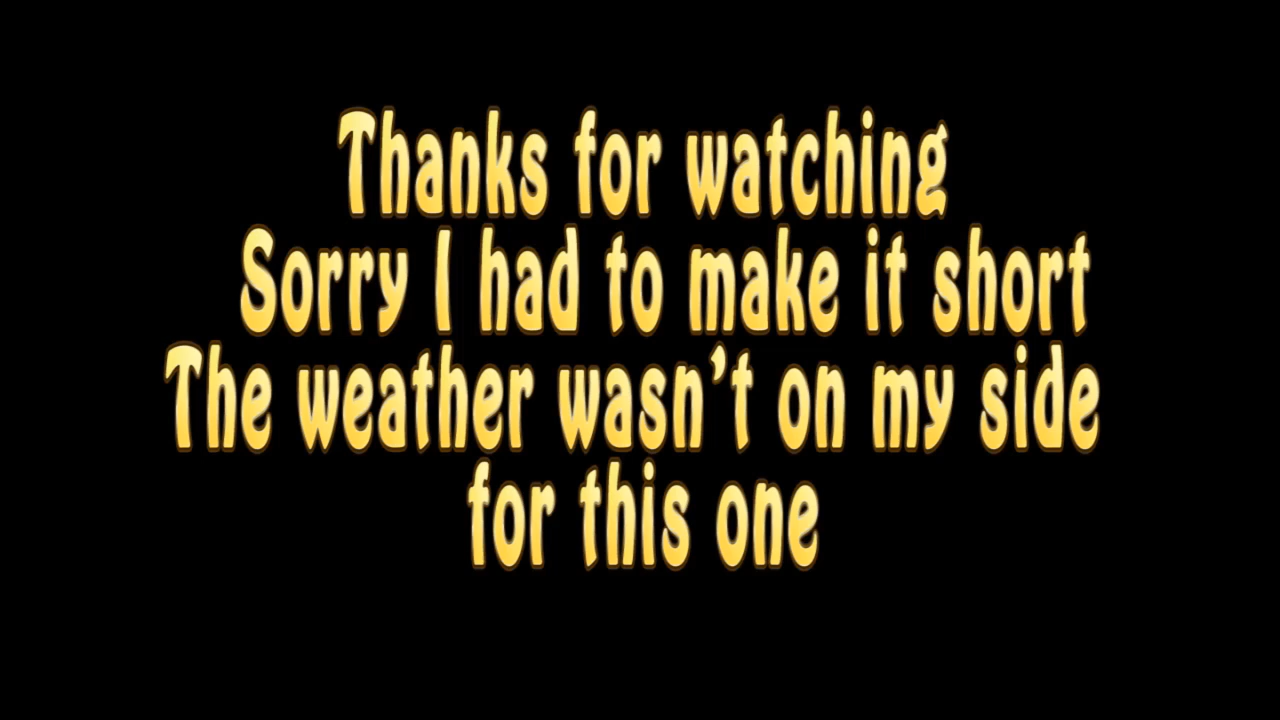 Thanks for watching
Sorry I had to make it short
The weather wasn't on my side
for this one